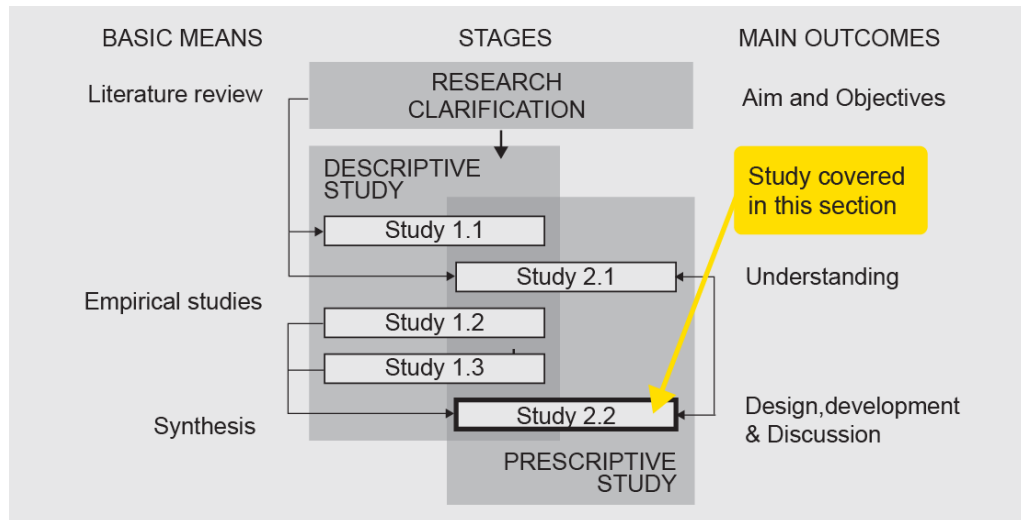 BASIC MEANS
STAGES
MAIN OUTCOMES
Literature review
RESEARCH
CLARIFICATION
Aim and Objectives
DESCRIPTIVE
STUDY
Study covered
in this section
Study 1.1
Study 2.1
Understanding
Empirical studies
Study 1.2
Study 1.3
Synthesis
Study 2.2
Design,development
& Discussion
PRESCRIPTIVE
STUDY